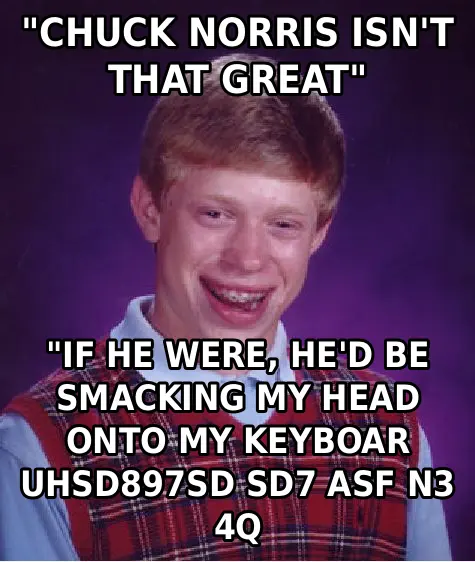 "CHUCK NORRIS ISN'T
THAT GREAT"
"IF HE WERE, HE'D BE
SMACKING MY HEAD
ONTO MY KEYBOAR
UHSD897SD SD7 ASF N3
4Q